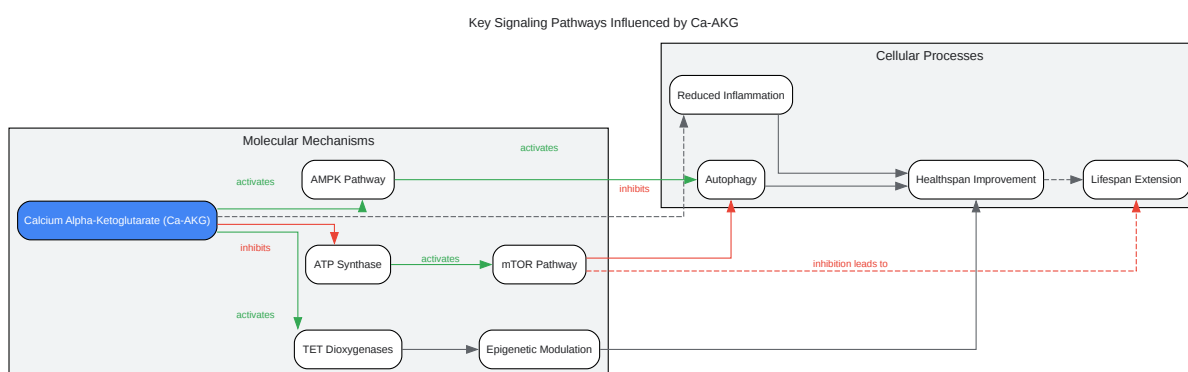 Key Signaling Pathways Influenced by Ca-AKG
Cellular Processes
Reduced Inflammation
Molecular Mechanisms
activates
AMPK Pathway
activates
inhibits
Autophagy
Healthspan Improvement
Lifespan Extension
Calcium Alpha-Ketoglutarate (Ca-AKG)
inhibits
ATP Synthase
activates
mTOR Pathway
inhibition leads to
activates
TET Dioxygenases
Epigenetic Modulation